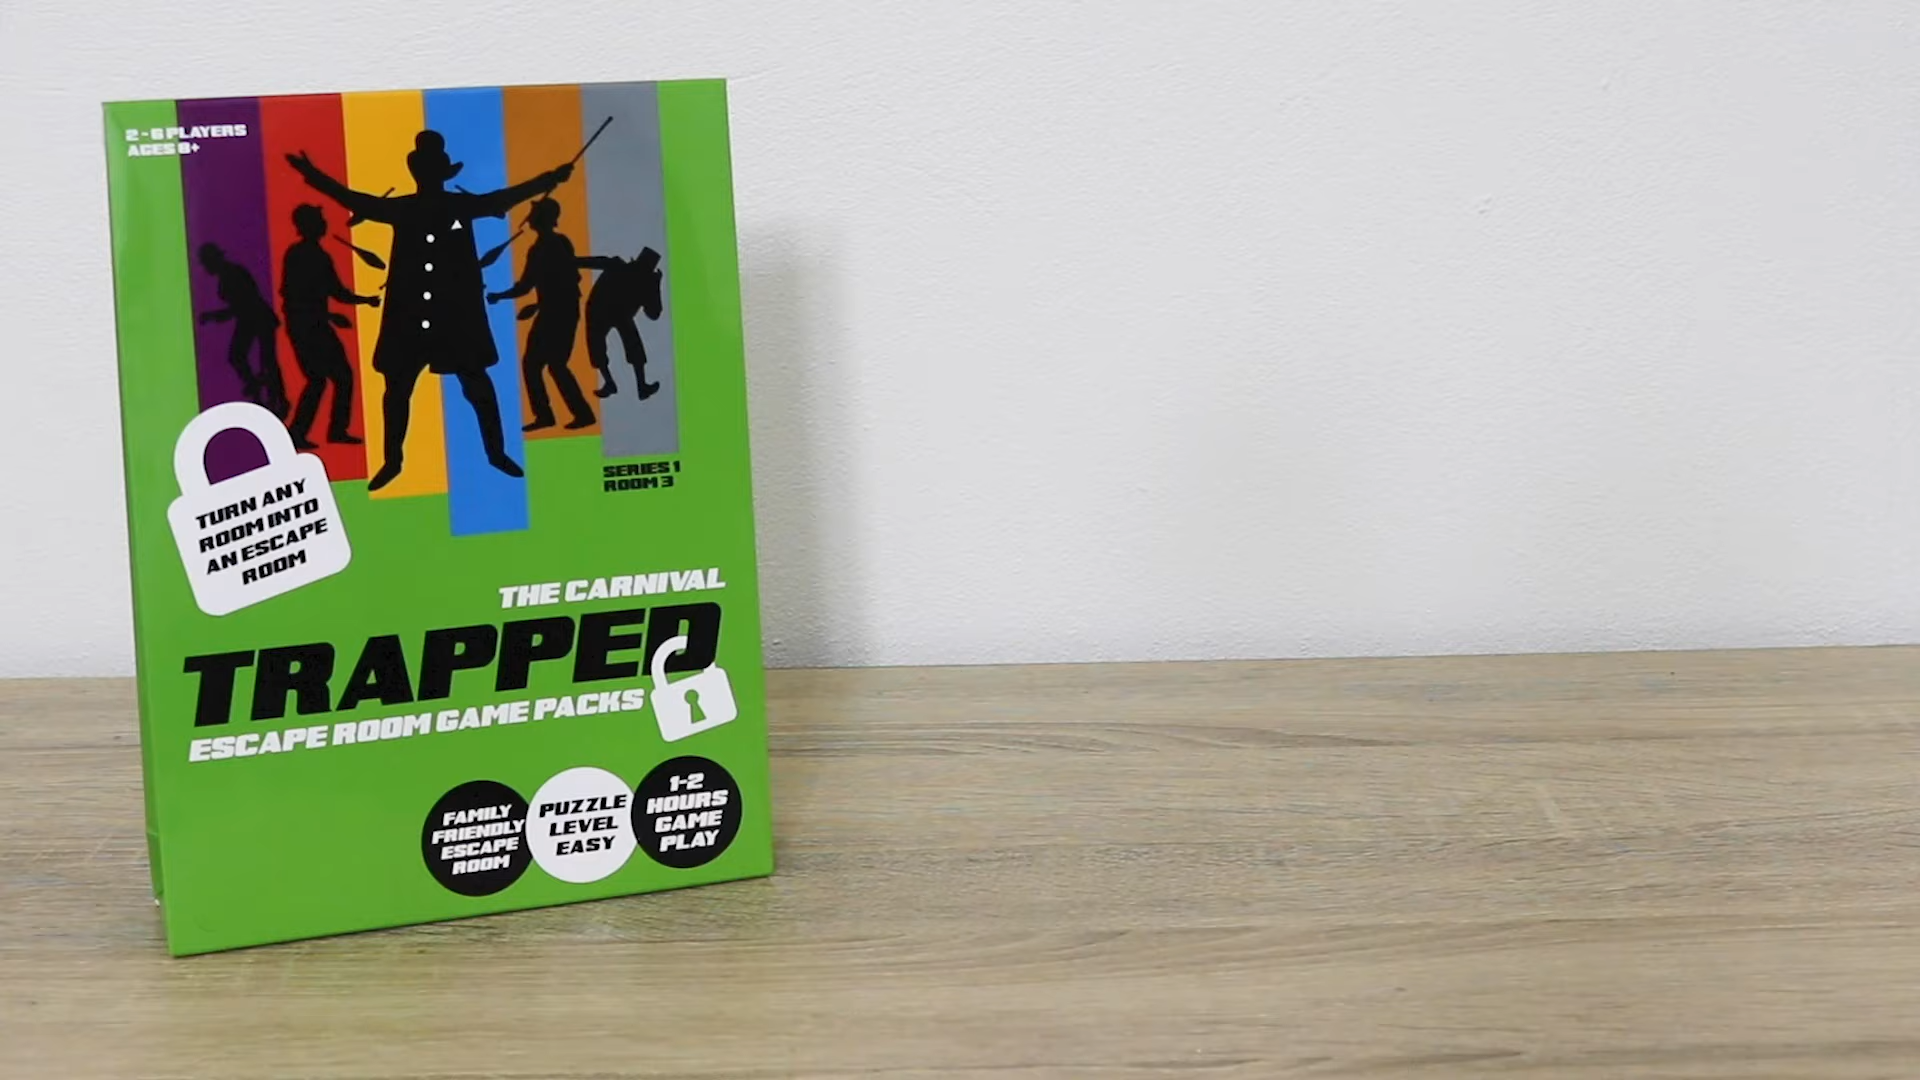 2-6 PLAYERS
AGES 8+
SERIES 1
ROOM 3
TURN ANY
ROOM INTO
AN ESCAPE
ROOM
THE CARNIVAL
TRAPPED
ESCAPE ROOM GAME PACKS
FAMILY
FRIENDLY
ESCAPE
ROOM
PUZZLE
LEVEL
EASY
1-2
HOURS
GAME
PLAY